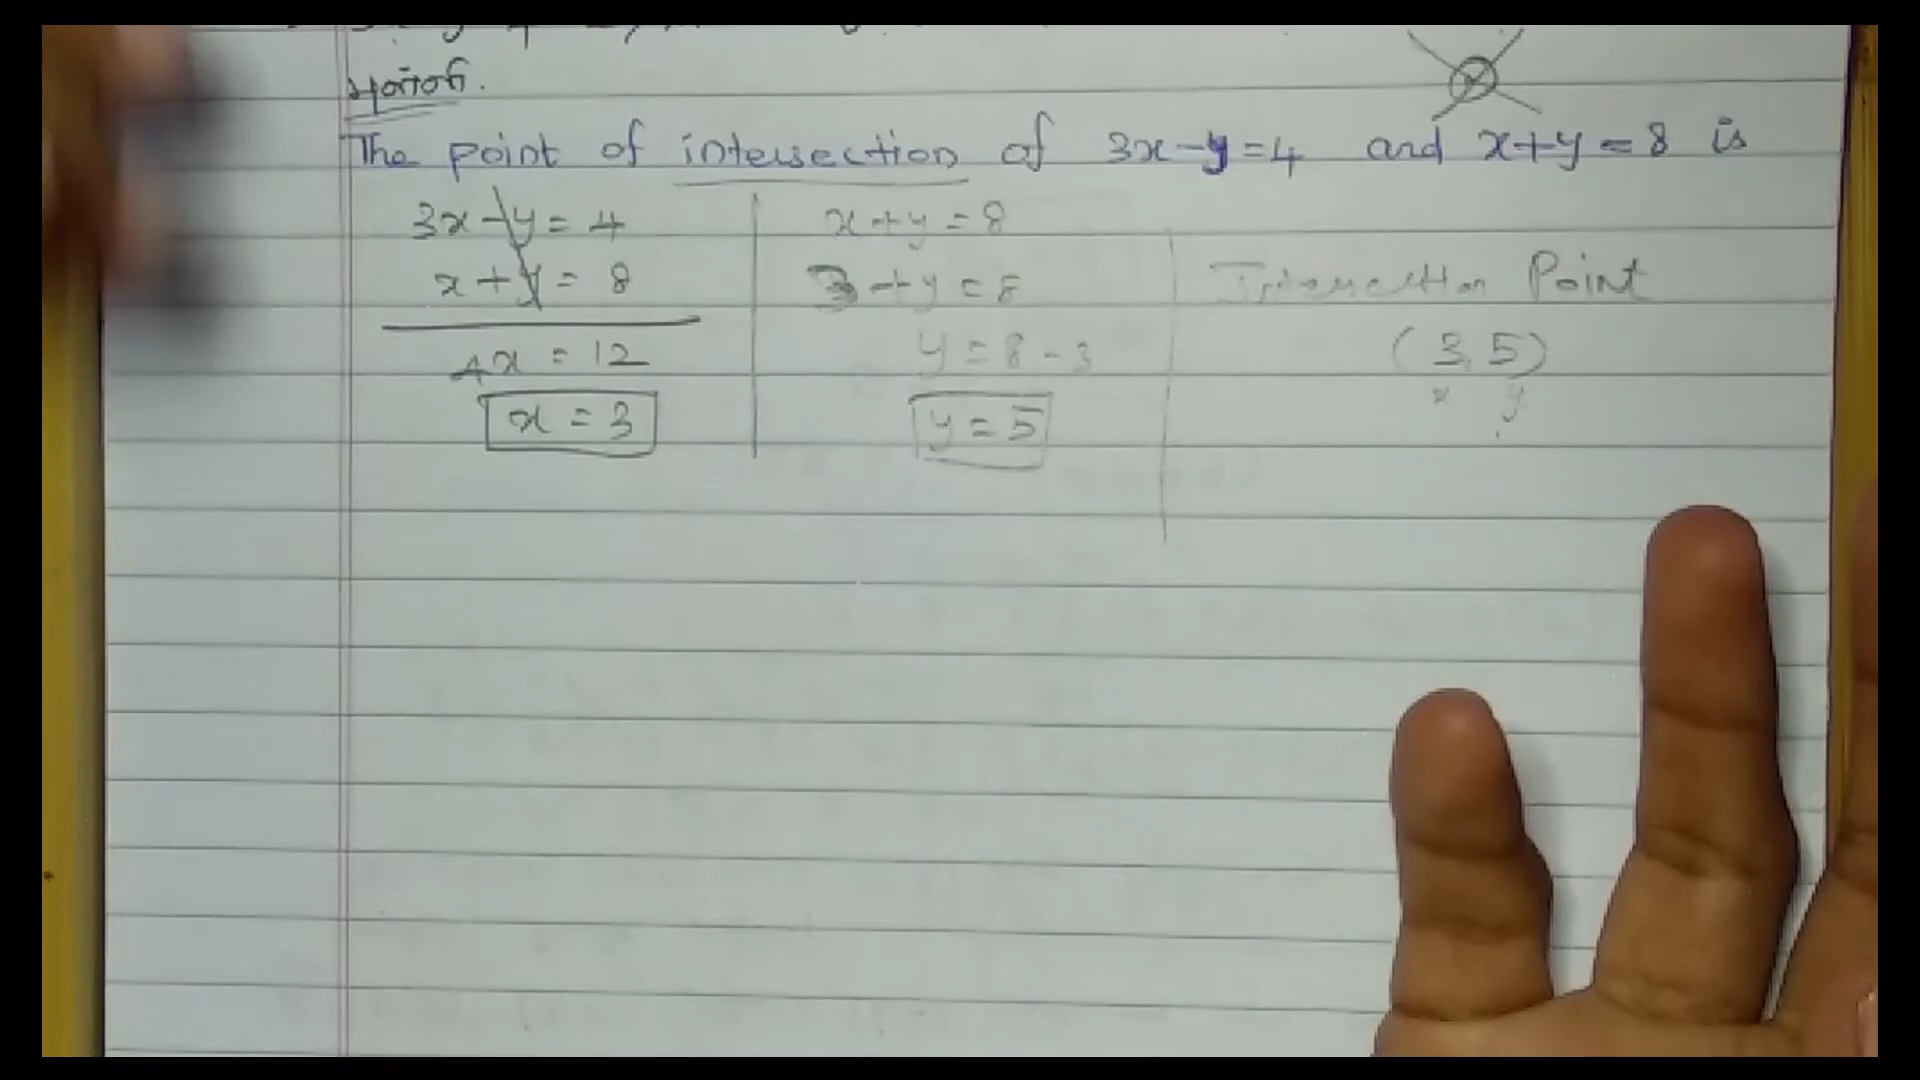 The point of intersection of 3x-y=4 and x+y=8 is
3x-y=4
x+y=8
4x=12
x=3
x+y=8
3+y=8
y=8-3
y=5
Intersection Point
(3,5)
x y